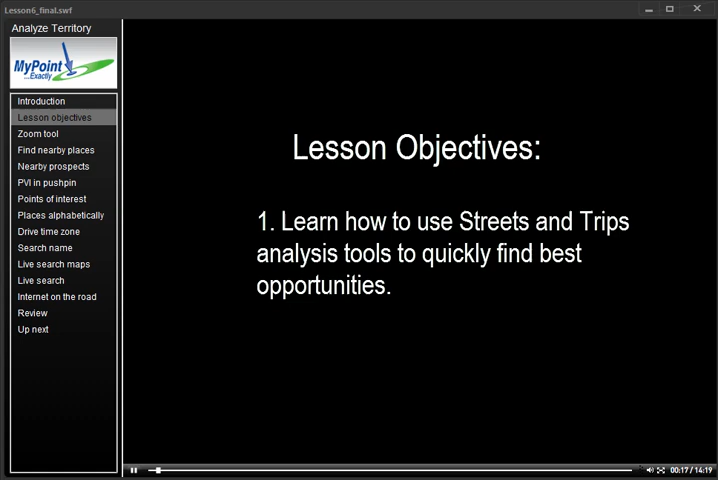 Lesson6_final.swf
Analyze Territory
MyPoint
...Exactly
Introduction
Lesson objectives
Zoom tool
Find nearby places
Nearby prospects
PVI in pushpin
Points of interest
Places alphabetically
Drive time zone
Search name
Live search maps
Live search
Internet on the road
Review
Up next
Lesson Objectives:
1. Learn how to use Streets and Trips
analysis tools to quickly find best
opportunities.
00:17 / 14:19